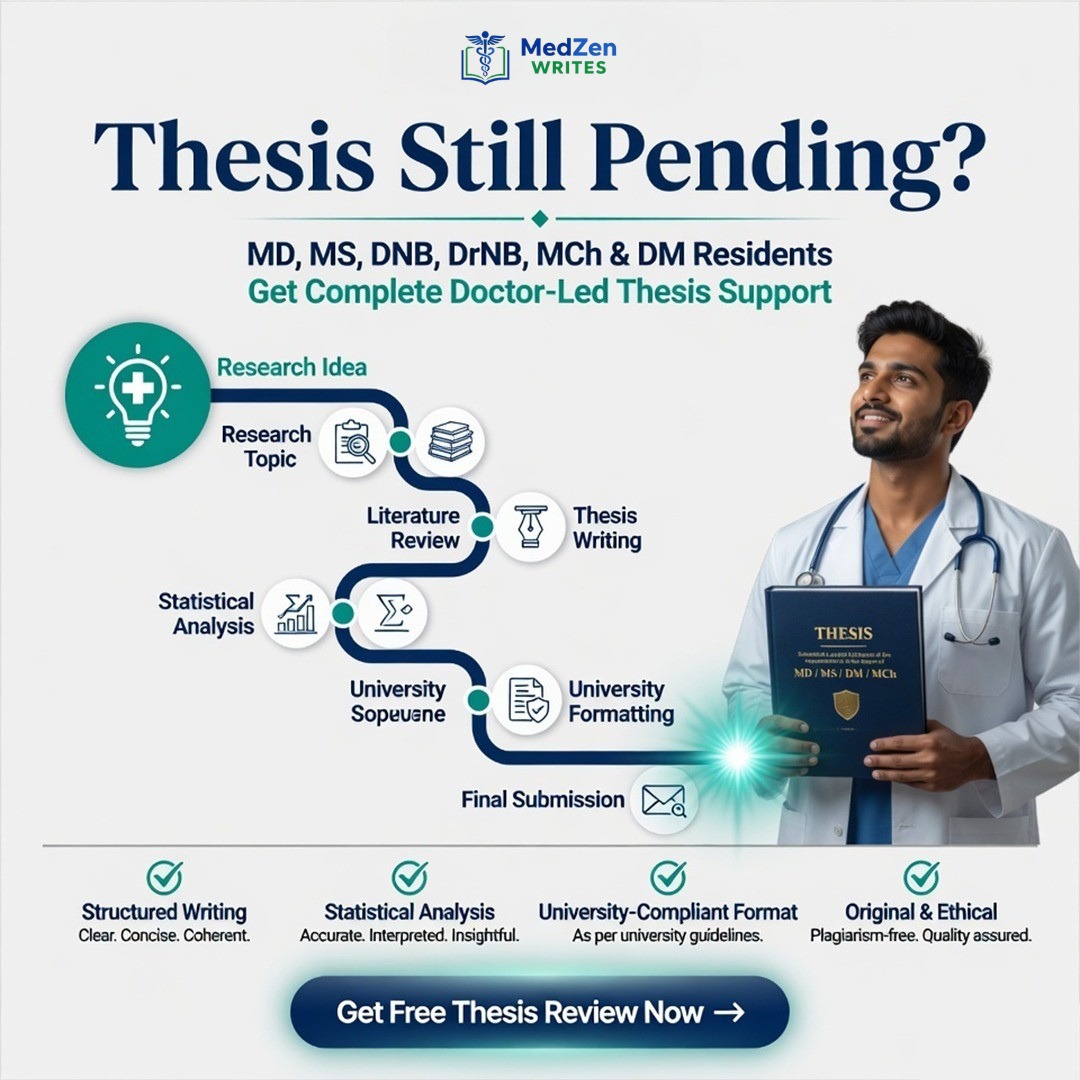 MedZen
WRITES
Thesis Still Pending?
MD, MS, DNB, DrNB, MCh & DM Residents
Get Complete Doctor-Led Thesis Support
Research Idea
Research
Topic
Literature
Review
Thesis
Writing
Statistical
Analysis
University
University
Formatting
Final Submission
THESIS
MD / MS / DM / MCh
Structured Writing
Clear. Concise. Coherent.
Statistical Analysis
Accurate. Interpreted. Insightful.
University-Compliant Format
As per university guidelines.
Original & Ethical
Plagiarism-free. Quality assured.
Get Free Thesis Review Now →